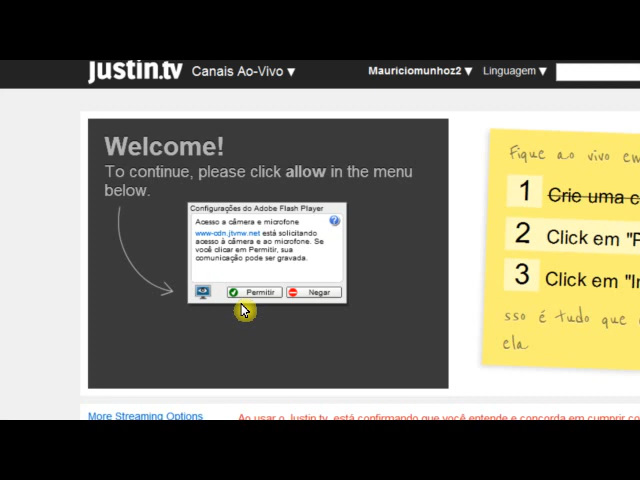 justin.tv Canais Ao-Vivo ▼ Mauriciomunhoz2 ▼ Linguagem ▼
Welcome!
To continue, please click allow in the menu
below.
Configurações do Adobe Flash Player
Acesso a câmera e microfone
www-cdn.jtvnw.net está solicitando
acesso à câmera e ao microfone. Se
você clicar em Permitir, sua
comunicação pode ser gravada.
Permitir Negar
Fique ao vivo em
1 Crie uma c
2 Click em "P
3 Click em "In
sso é tudo que
ela
More Streaming Options
Ao usar o Justin.tv, está confirmando que você entende e concorda em cumprir co